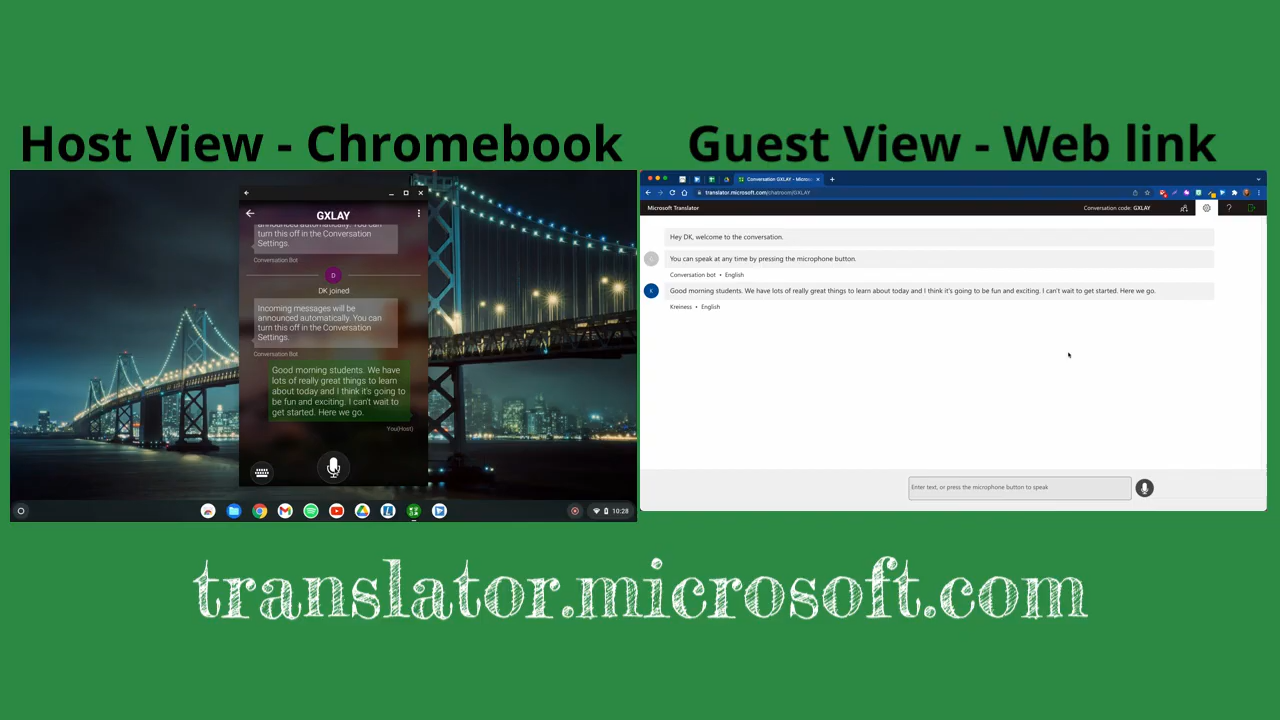 Host View - Chromebook
Guest View - Web link
GXLAY
announced automatically. You can
turn this off in the Conversation
Settings.
Conversation Bot
D
DK joined
Incoming messages will be
announced automatically. You can
turn this off in the Conversation
Settings.
Conversation Bot
Good morning students. We have
lots of really great things to learn
about today and I think it's going to
be fun and exciting. I can't wait to
get started. Here we go.
You(Host)
10:28
Conversation GXLAY - Micros
translator.microsoft.com/chatroom/GXLAY
Microsoft Translator
Conversation code: GXLAY
Hey DK, welcome to the conversation.
You can speak at any time by pressing the microphone button.
Conversation bot • English
K
Good morning students. We have lots of really great things to learn about today and I think it's going to be fun and exciting. I can't wait to get started. Here we go.
Kreiness • English
Enter text, or press the microphone button to speak
translator.microsoft.com